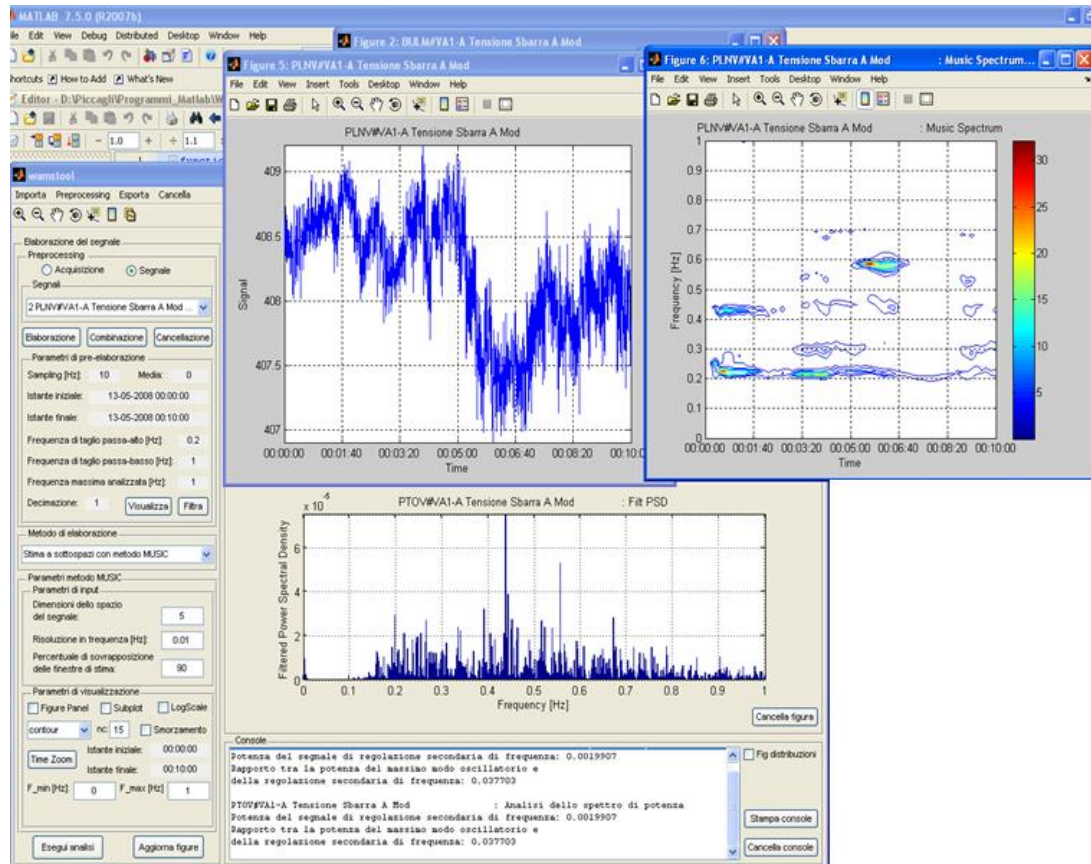 MATLAB 7.5.0 (R2007b)
File Edit View Debug Distributed Desktop Window Help
Shortcuts How to Add What's New
Editor - D:\Piccagli\Programmi_Matlab\W
1.0 1.1
Figure 2: BULM#VA1-A Tensione Sbarra A Mod
Figure 5: PLNV#VA1-A Tensione Sbarra A Mod
File Edit View Insert Tools Desktop Window Help
PLNV#VA1-A Tensione Sbarra A Mod
Signal
409
408.5
408
407.5
407
00:00:00 00:01:40 00:03:20 00:05:00 00:06:40 00:08:20 00:10:0
Time
Figure 6: PLNV#VA1-A Tensione Sbarra A Mod : Music Spectrum...
File Edit View Insert Tools Desktop Window Help
PLNV#VA1-A Tensione Sbarra A Mod : Music Spectrum
Frequency [Hz]
1
0.9
0.8
0.7
0.6
0.5
0.4
0.3
0.2
0.1
0
00:00:00 00:01:40 00:03:20 00:05:00 00:06:40 00:08:20 00:10:00
Time
30
25
20
15
10
5
wamstool
Importa Preprocessing Esporta Cancella
Elaborazione del segnale
Preprocessing
Acquisizione Segnale
Segnali
2 PLNV#VA1-A Tensione Sbarra A Mod ...
Elaborazione Combinazione Cancellazione
Parametri di pre-elaborazione
Sampling [Hz]: 10 Media: 0
Istante iniziale: 13-05-2008 00:00:00
Istante finale: 13-05-2008 00:10:00
Frequenza di taglio passa-alto [Hz]: 0.2
Frequenza di taglio passa-basso [Hz]: 1
Frequenza massima analizzata [Hz]: 1
Decimazione: 1 Visualizza Filtra
Metodo di elaborazione
Stima a sottospazi con metodo MUSIC
Parametri metodo MUSIC
Parametri di input
Dimensioni dello spazio
del segnale: 5
Risoluzione in frequenza [Hz]: 0.01
Percentuale di sovrapposizione
delle finestre di stima: 90
Parametri di visualizzazione
Figure Panel Subplot LogScale
contour nc: 15 Smorzamento
Time Zoom
Istante iniziale: 00:00:00
Istante finale: 00:10:00
F_min [Hz]: 0 F_max [Hz] 1
Esegui analisi Aggiorna figure
x 10
PTOV#VA1-A Tensione Sbarra A Mod : Filt PSD
Filtered Power Spectral Density
6
4
2
0
0 0.1 0.2 0.3 0.4 0.5 0.6 0.7 0.8 0.9 1
Frequency [Hz]
Cancella figura
Console
Potenza del segnale di regolazione secondaria di frequenza: 0.0019907
Rapporto tra la potenza del massimo modo oscillatorio e
della regolazione secondaria di frequenza: 0.037703
PTOV#VA1-A Tensione Sbarra A Mod : Analisi dello spettro di potenza
Potenza del segnale di regolazione secondaria di frequenza: 0.0019907
Rapporto tra la potenza del massimo modo oscillatorio e
della regolazione secondaria di frequenza: 0.037703
Fig distribuzioni
Stampa console
Cancella console